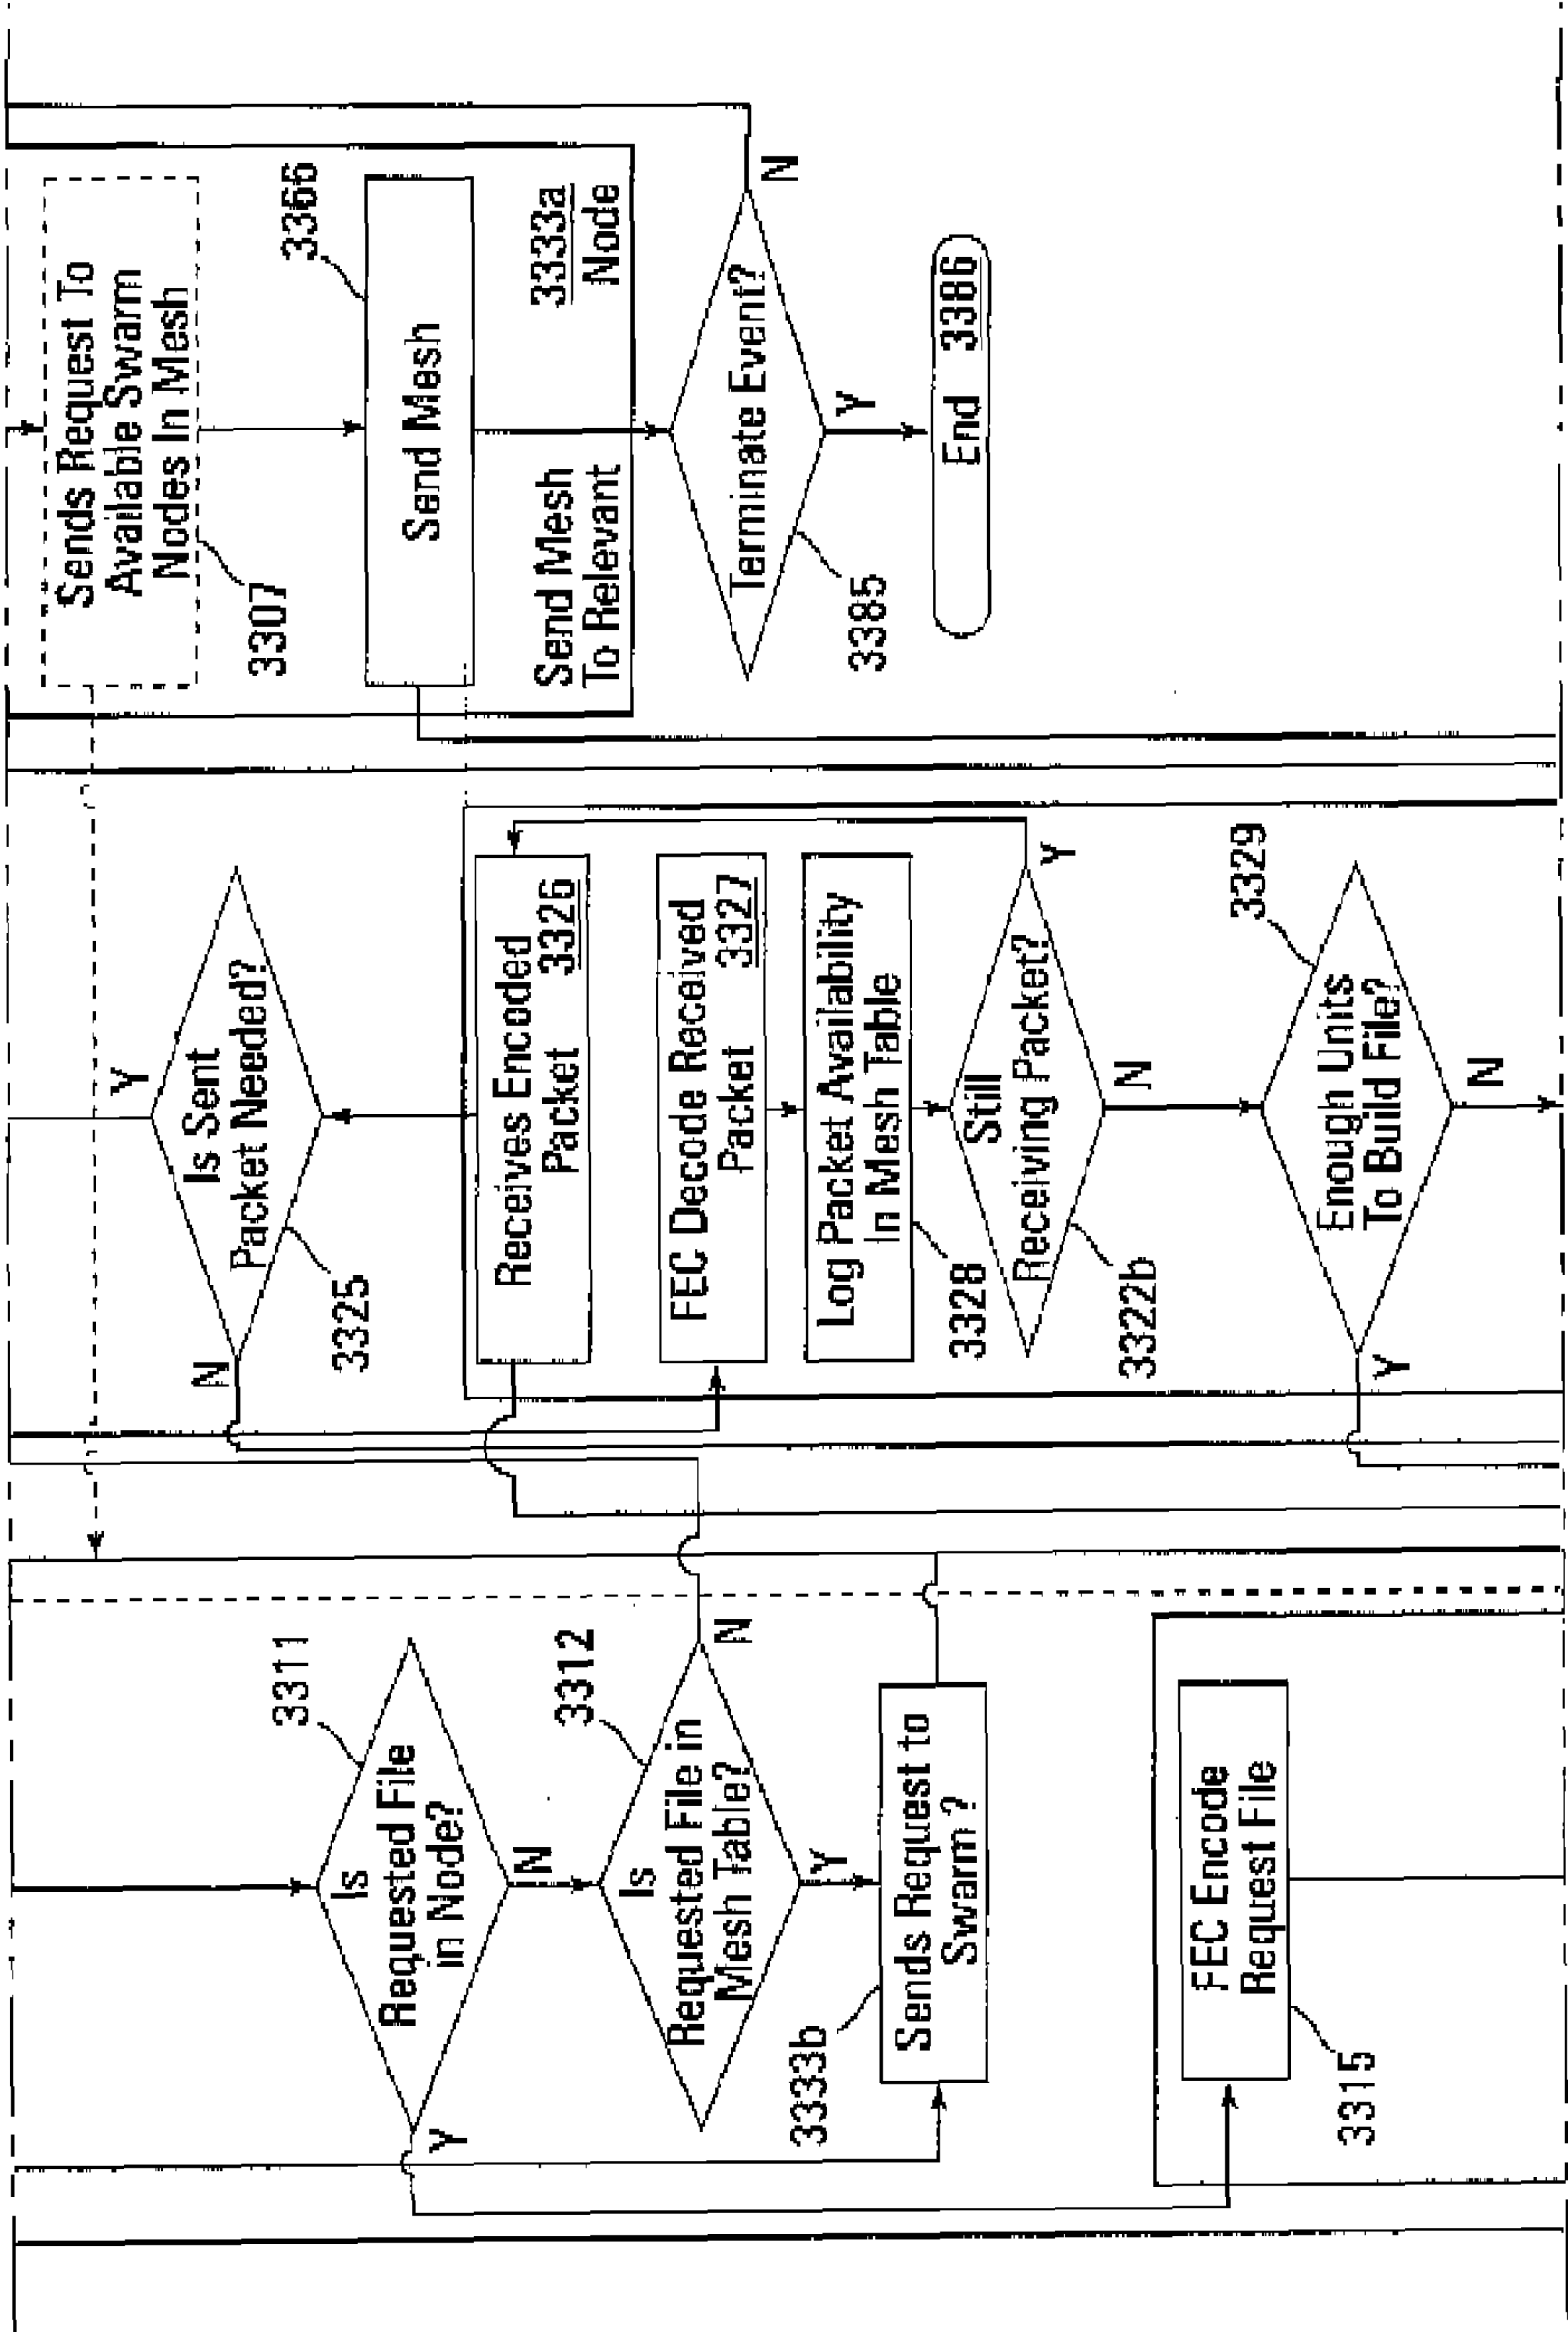 Is
Requested File
in Node?
3311
Y
N
Is
Requested File in
Mesh Table?
3312
N
Y
3333b
Sends Request to
Swarm ?
FEC Encode
Request File
3315
Y
Is Sent
Packet Needed?
N
3325
Receives Encoded
Packet 3326
FEC Decode Received
Packet 3327
Log Packet Availability
In Mesh Table
3328
Still
Receiving Packet?
Y
3322b
N
Enough Units
To Build File?
3329
Y
N
Sends Request To
Available Swarm
Nodes In Mesh
3307
3366
Send Mesh
Send Mesh 3333a
To Relevant Node
Terminate Event?
N
3385
Y
End 3386